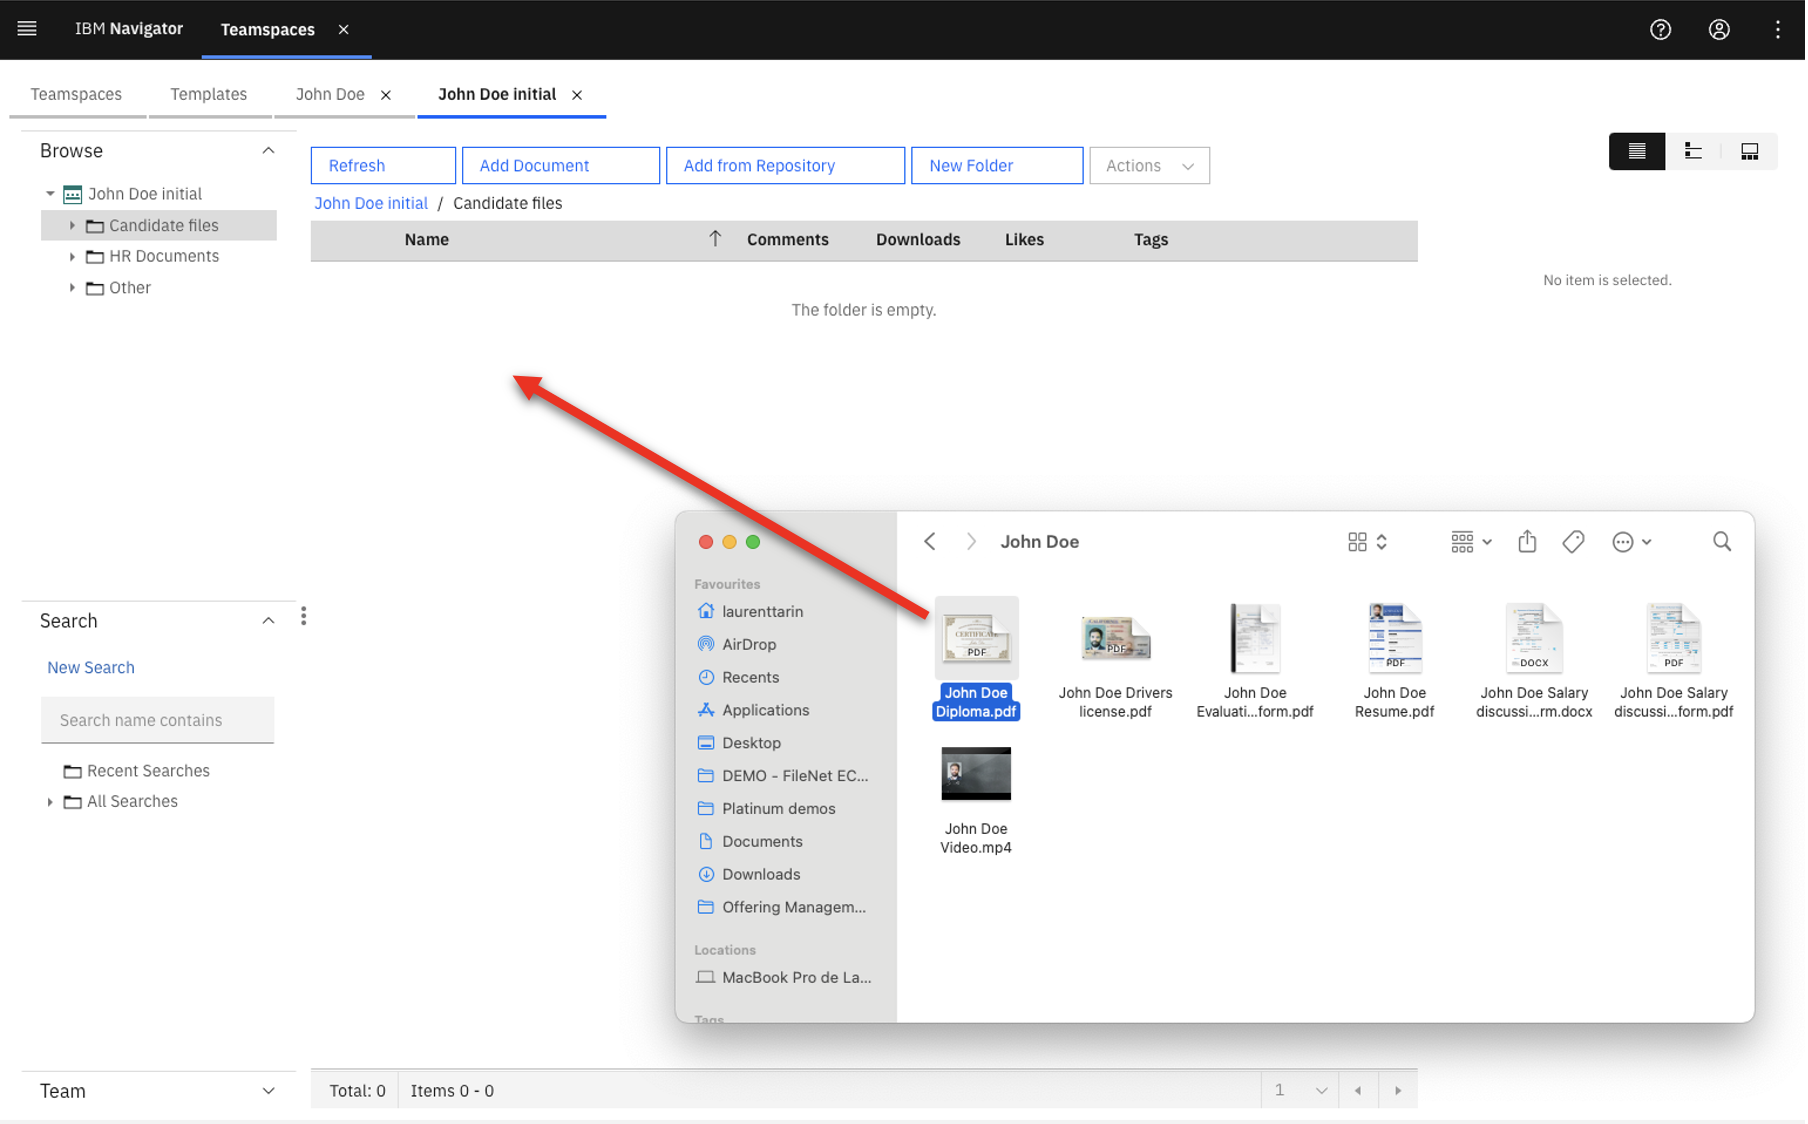 IBM Navigator
Teamspaces
Teamspaces
Templates
John Doe
John Doe initial
Browse
John Doe initial
Candidate files
HR Documents
Other
Refresh
Add Document
Add from Repository
New Folder
Actions
John Doe initial / Candidate files
Name
Comments
Downloads
Likes
Tags
The folder is empty.
No item is selected.
Search
New Search
Search name contains
Recent Searches
All Searches
Team
John Doe
Favourites
laurenttarin
AirDrop
Recents
Applications
Desktop
DEMO - FileNet EC...
Platinum demos
Documents
Downloads
Offering Managem...
Locations
MacBook Pro de La...
Tags
CERTIFICATE
PDF
John Doe
Diploma.pdf
PDF
John Doe Drivers
license.pdf
John Doe
Evaluati...form.pdf
PDF
John Doe
Resume.pdf
DOCX
John Doe Salary
discussi...rm.docx
PDF
John Doe Salary
discussi...form.pdf
John Doe
Video.mp4
Total: 0
Items 0 - 0
1